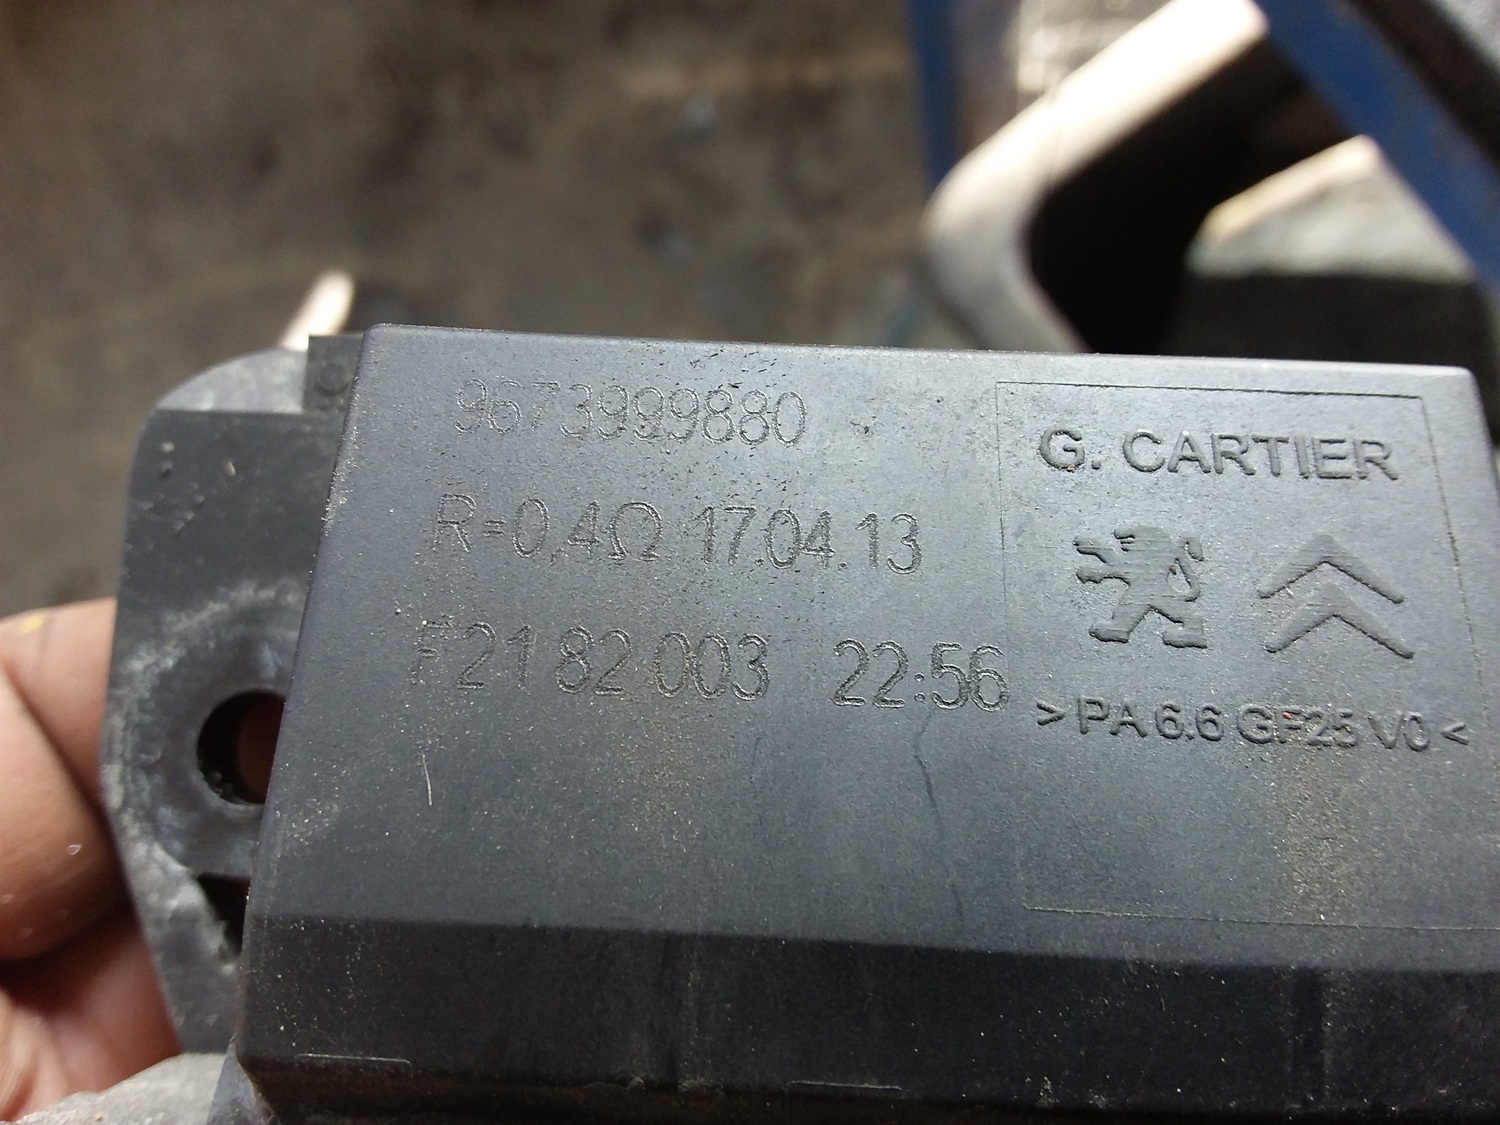 9673999880
R=0,4Ω 17.04.13
F21 82 003 22:56
G. CARTIER
>PA 6.6 GF25 V0<